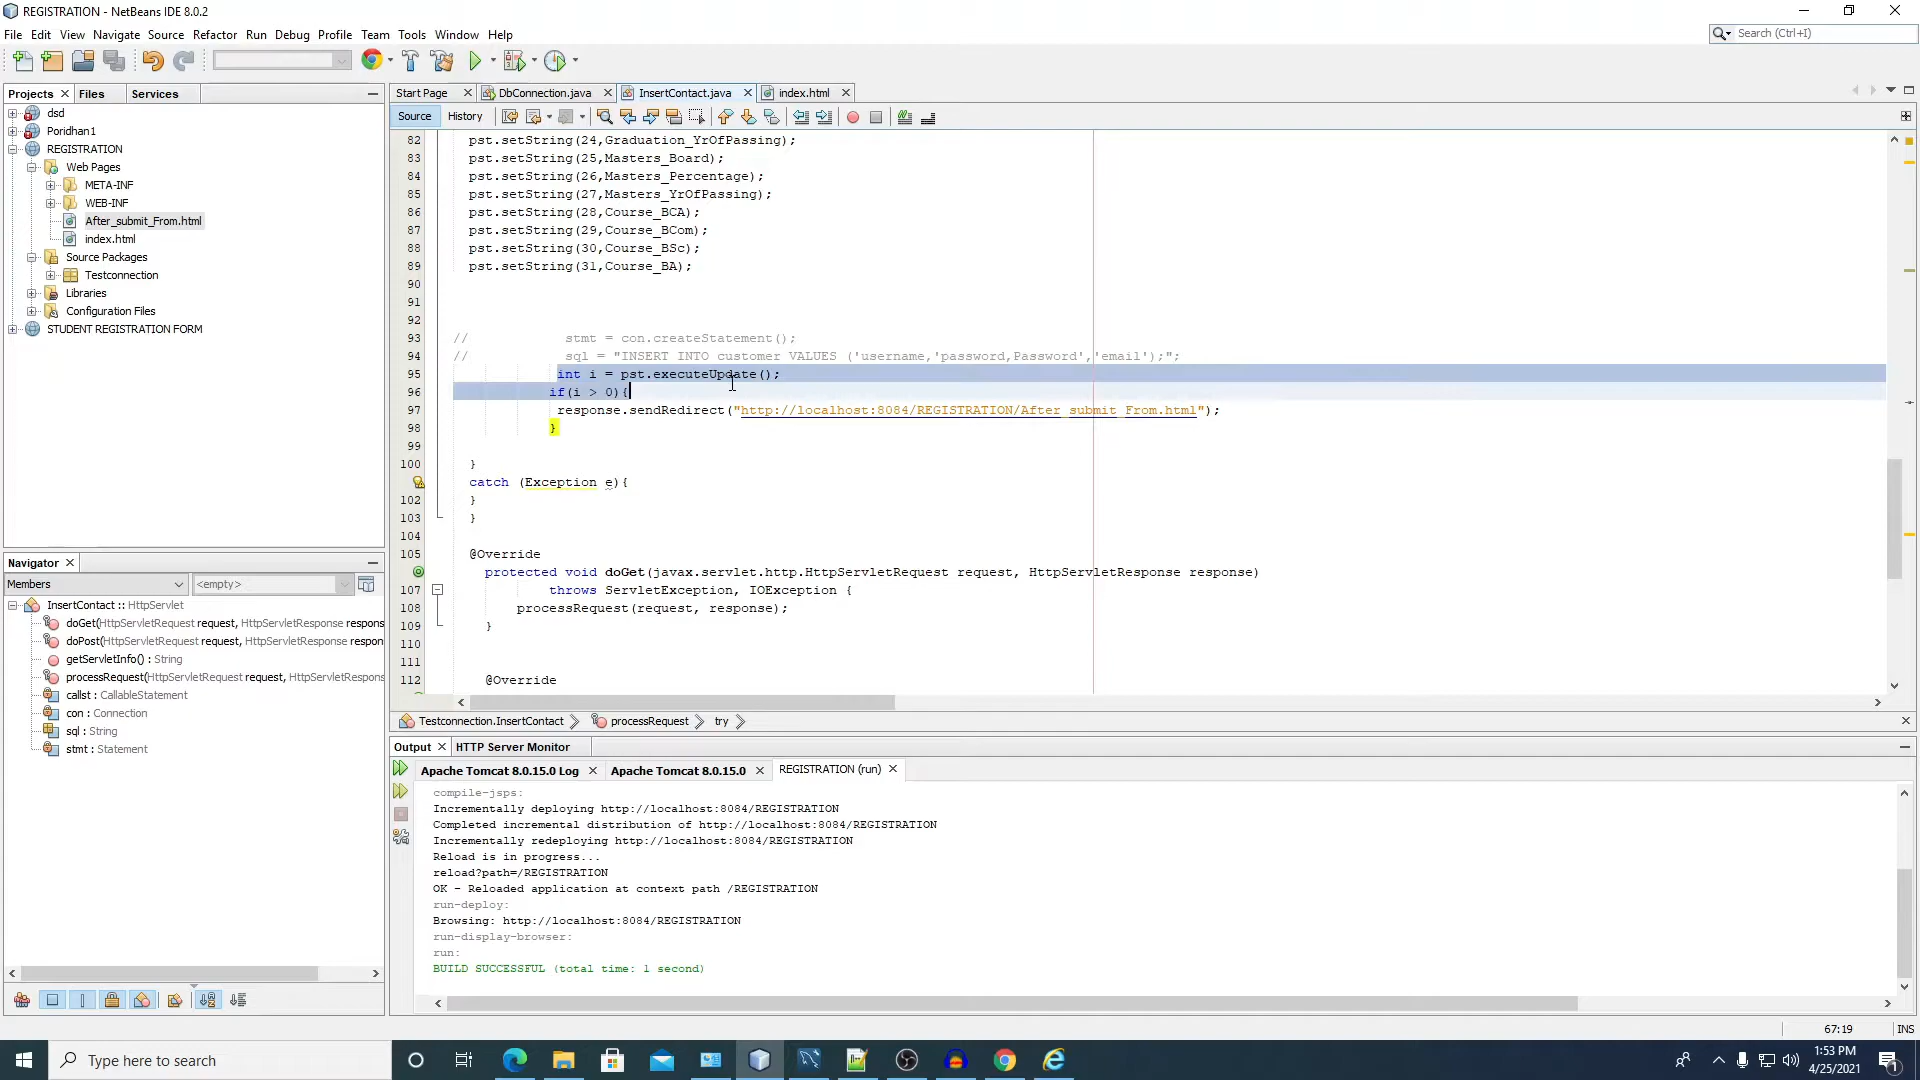 REGISTRATION - NetBeans IDE 8.0.2
File Edit View Navigate Source Refactor Run Debug Profile Team Tools Window Help
Search (Ctrl+I)
Projects Files Services
Start Page DbConnection.java InsertContact.java index.html
Source History
dsd
Poridhan1
REGISTRATION
Web Pages
META-INF
WEB-INF
After_submit_From.html
index.html
Source Packages
Testconnection
Libraries
Configuration Files
STUDENT REGISTRATION FORM
82 pst.setString(24,Graduation_YrOfPassing);
83 pst.setString(25,Masters_Board);
84 pst.setString(26,Masters_Percentage);
85 pst.setString(27,Masters_YrOfPassing);
86 pst.setString(28,Course_BCA);
87 pst.setString(29,Course_BCom);
88 pst.setString(30,Course_BSc);
89 pst.setString(31,Course_BA);
90
91
92
93 // stmt = con.createStatement();
94 // sql = "INSERT INTO customer VALUES ('username,'password,Password','email');";
95 int i = pst.executeUpdate();
96 if(i > 0){
97 response.sendRedirect("http://localhost:8084/REGISTRATION/After_submit_From.html");
98 }
99
100 }
catch (Exception e){
102 }
103 }
104
105 @Override
protected void doGet(javax.servlet.http.HttpServletRequest request, HttpServletResponse response)
107 throws ServletException, IOException {
108 processRequest(request, response);
109 }
110
111
112 @Override
Testconnection.InsertContact processRequest try
Navigator
Members <empty>
InsertContact :: HttpServlet
doGet(HttpServletRequest request, HttpServletResponse respons
doPost(HttpServletRequest request, HttpServletResponse respon
getServletInfo() : String
processRequest(HttpServletRequest request, HttpServletRespons
callst : CallableStatement
con : Connection
sql : String
stmt : Statement
Output HTTP Server Monitor
Apache Tomcat 8.0.15.0 Log Apache Tomcat 8.0.15.0 REGISTRATION (run)
compile-jsps:
Incrementally deploying http://localhost:8084/REGISTRATION
Completed incremental distribution of http://localhost:8084/REGISTRATION
Incrementally redeploying http://localhost:8084/REGISTRATION
Reload is in progress...
reload?path=/REGISTRATION
OK - Reloaded application at context path /REGISTRATION
run-deploy:
Browsing: http://localhost:8084/REGISTRATION
run-display-browser:
run:
BUILD SUCCESSFUL (total time: 1 second)
67:19 INS
Type here to search
1:53 PM
4/25/2021
1